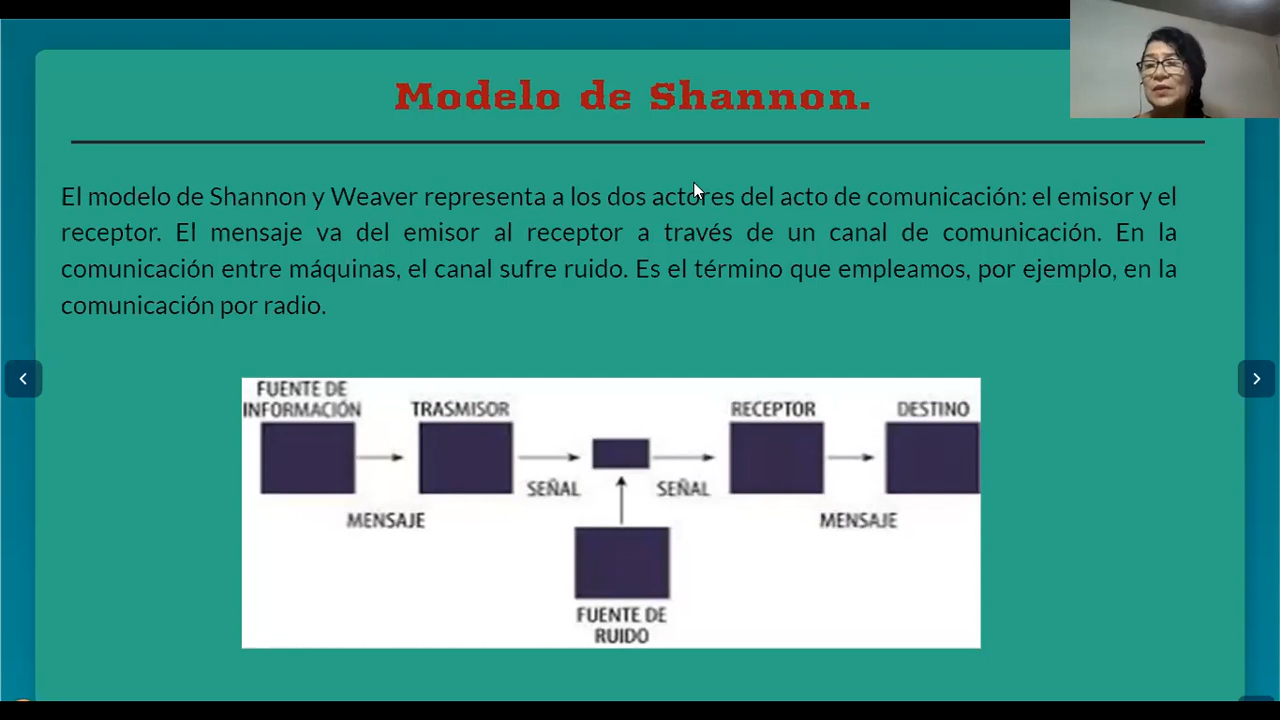 Modelo de Shannon.
El modelo de Shannon y Weaver representa a los dos actores del acto de comunicación: el emisor y el
receptor. El mensaje va del emisor al receptor a través de un canal de comunicación. En la
comunicación entre máquinas, el canal sufre ruido. Es el término que empleamos, por ejemplo, en la
comunicación por radio.
FUENTE DE
INFORMACIÓN
TRASMISOR
RECEPTOR
DESTINO
SEÑAL
SEÑAL
MENSAJE
MENSAJE
FUENTE DE
RUIDO